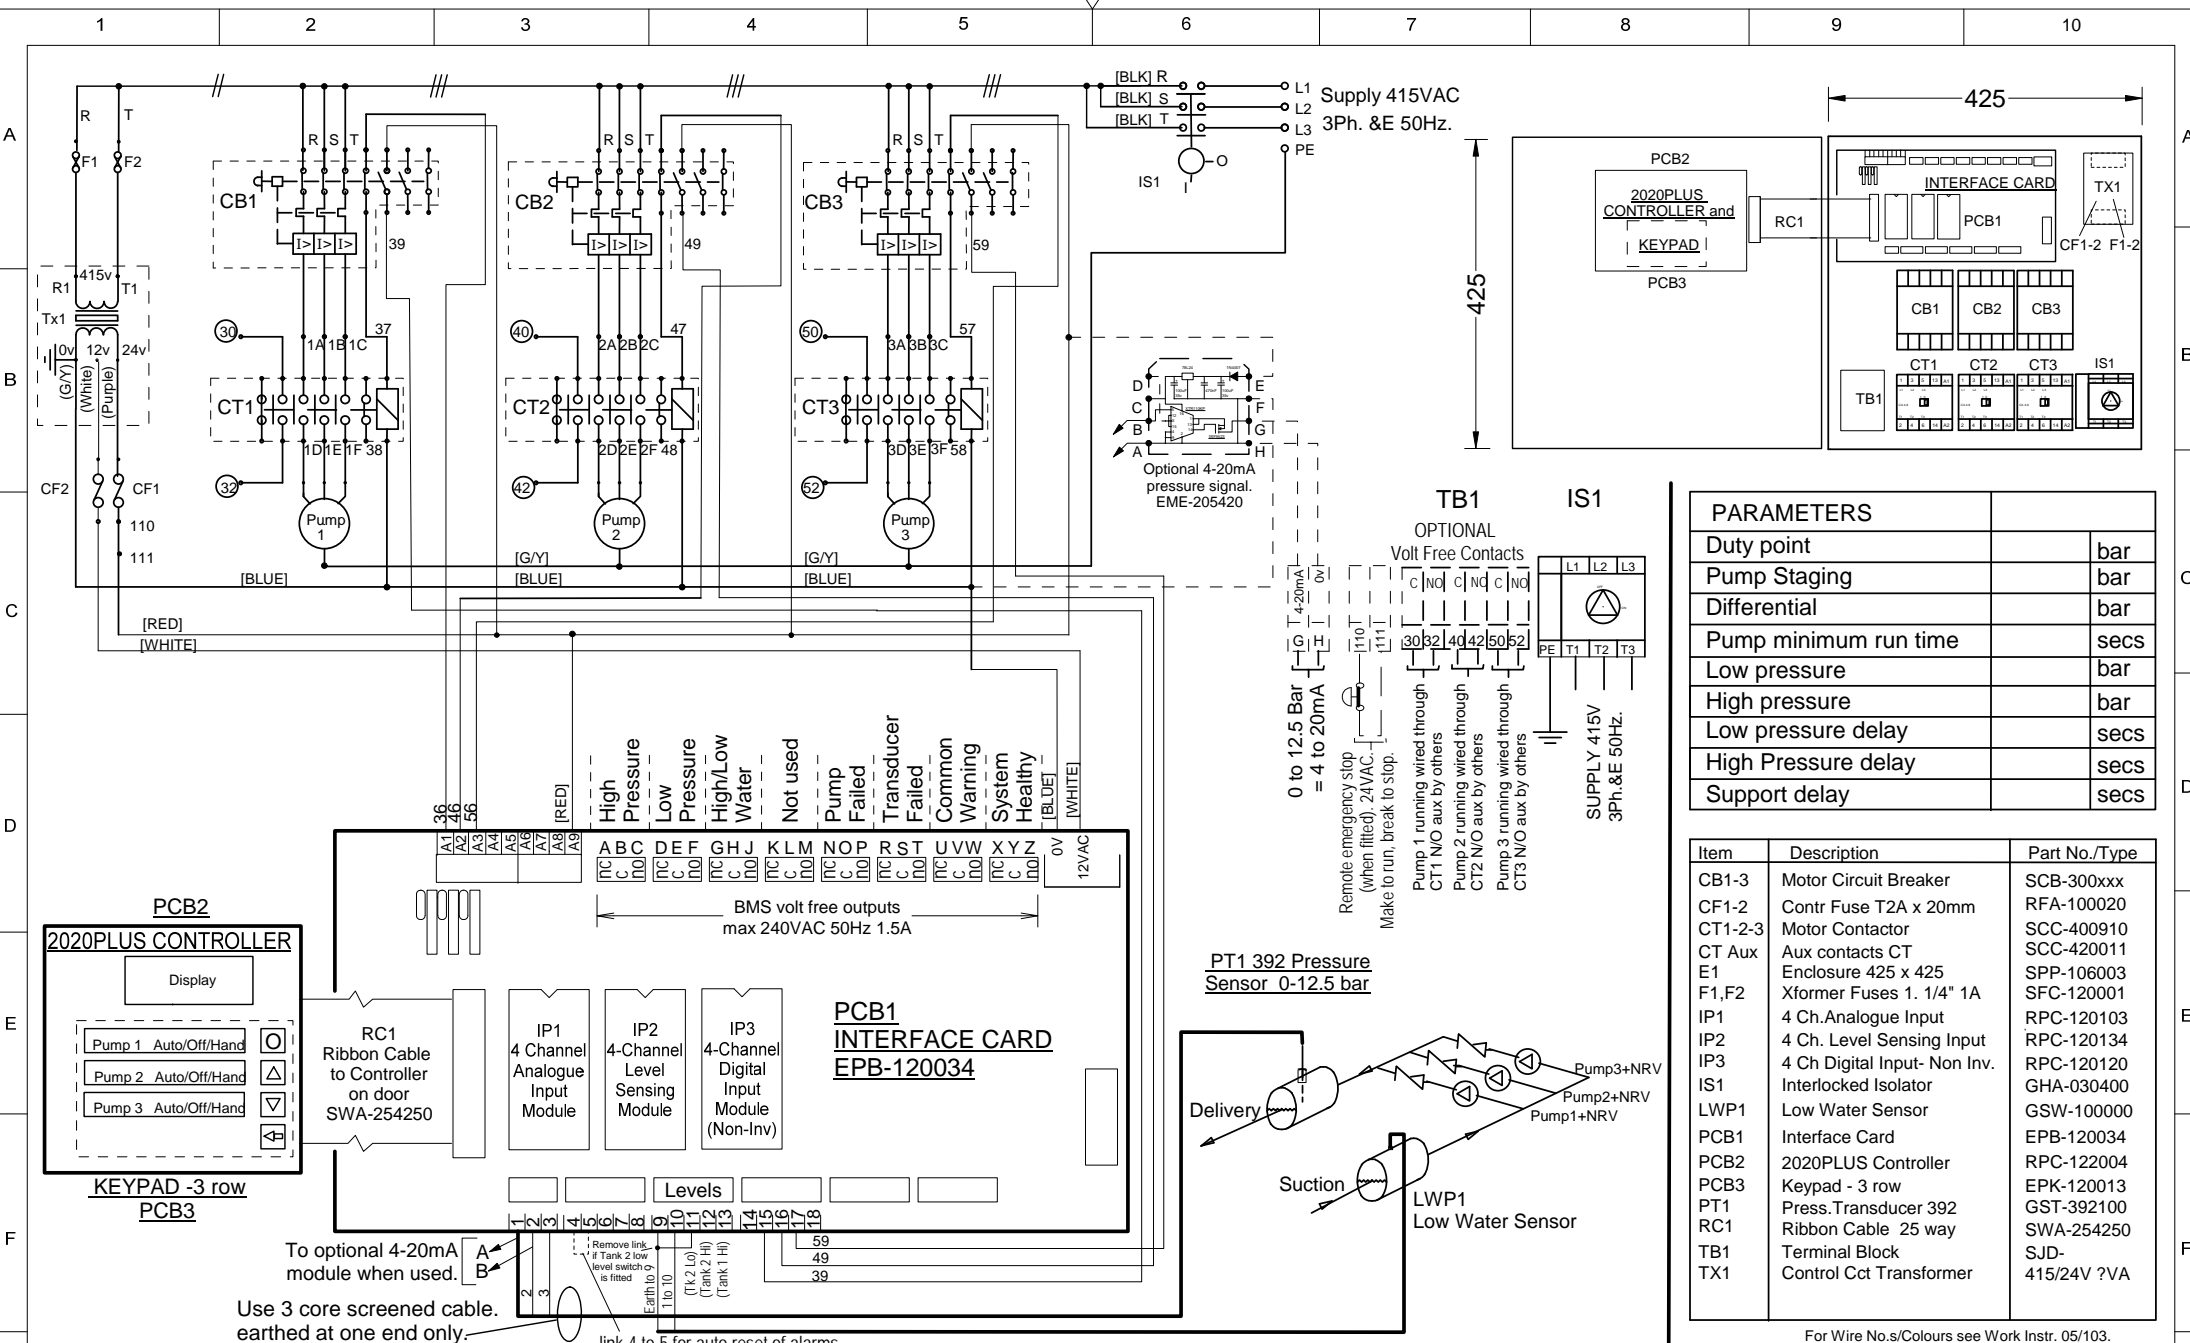 1 2 3 4 5 6 7 8 9 10
A
B
C
D
E
F
R T
F1 F2
415v
R1 T1
Tx1
0v 12v 24v
(G/Y)
(White)
(Purple)
CF2 CF1
110
111
[BLUE]
[RED]
[WHITE]
R S T
CB1
I> I> I>
39
30
1A 1B 1C 37
CT1
1D 1E 1F 38
32
Pump
1
R S T
CB2
I> I> I>
49
40
2A 2B 2C 47
CT2
2D 2E 2F 48
42
Pump
2
[G/Y]
[BLUE]
R S T
CB3
I> I> I>
59
50
3A 3B 3C 57
CT3
3D 3E 3F 58
52
Pump
3
[G/Y]
[BLUE]
[BLK] R
[BLK] S
[BLK] T
L1
L2
L3
PE
Supply 415VAC
3Ph. &E 50Hz.
IS1
O
I
D E
C F
B G
A H
Optional 4-20mA
pressure signal.
EME-205420
425
425
PCB2
2020PLUS
CONTROLLER and
KEYPAD
PCB3
RC1
INTERFACE CARD
PCB1
TX1
CF1-2 F1-2
CB1 CB2 CB3
CT1 CT2 CT3 IS1
TB1
TB1
OPTIONAL
Volt Free Contacts
C NO C NO C NO
4-20mA 0v
G H
110 111
30 32 40 42 50 52
0 to 12.5 Bar
= 4 to 20mA
Remote emergency stop
(when fitted). 24VAC.
Make to run, break to stop.
Pump 1 running wired through
CT1 N/O aux by others
Pump 2 running wired through
CT2 N/O aux by others
Pump 3 running wired through
CT3 N/O aux by others
IS1
L1 L2 L3
PE T1 T2 T3
SUPPLY 415V
3Ph.&E 50Hz.
PARAMETERS
Duty point bar
Pump Staging bar
Differential bar
Pump minimum run time secs
Low pressure bar
High pressure bar
Low pressure delay secs
High Pressure delay secs
Support delay secs
Item Description Part No./Type
CB1-3 Motor Circuit Breaker SCB-300xxx
CF1-2 Contr Fuse T2A x 20mm RFA-100020
CT1-2-3 Motor Contactor SCC-400910
CT Aux Aux contacts CT SCC-420011
E1 Enclosure 425 x 425 SPP-106003
F1,F2 Xformer Fuses 1. 1/4" 1A SFC-120001
IP1 4 Ch.Analogue Input RPC-120103
IP2 4 Ch. Level Sensing Input RPC-120134
IP3 4 Ch Digital Input- Non Inv. RPC-120120
IS1 Interlocked Isolator GHA-030400
LWP1 Low Water Sensor GSW-100000
PCB1 Interface Card EPB-120034
PCB2 2020PLUS Controller RPC-122004
PCB3 Keypad - 3 row EPK-120013
PT1 Press.Transducer 392 GST-392100
RC1 Ribbon Cable 25 way SWA-254250
TB1 Terminal Block SJD-
TX1 Control Cct Transformer 415/24V ?VA
For Wire No.s/Colours see Work Instr. 05/103.
36
46
56
[RED]
High
Pressure
Low
Pressure
High/Low
Water
Not used
Pump
Failed
Transducer
Failed
Common
Warning
System
Healthy
[BLUE]
[WHITE]
A1 A2 A3 A4 A5 A6 A7 A8 A9
A B C D E F G H J K L M N O P R S T U V W X Y Z
nc C no nc C no nc C no nc C no nc C no nc C no nc C no nc C no
0V
12VAC
BMS volt free outputs
max 240VAC 50Hz 1.5A
PCB2
2020PLUS CONTROLLER
Display
Pump 1 Auto/Off/Hand O
Pump 2 Auto/Off/Hand
Pump 3 Auto/Off/Hand
KEYPAD -3 row
PCB3
RC1
Ribbon Cable
to Controller
on door
SWA-254250
IP1
4 Channel
Analogue
Input
Module
IP2
4-Channel
Level
Sensing
Module
IP3
4-Channel
Digital
Input
Module
(Non-Inv)
PCB1
INTERFACE CARD
EPB-120034
Levels
1 2 3 4 5 6 7 8 9 10 11 12 13 14 15 16 17 18
To optional 4-20mA
module when used.
A
B
2 3
Remove link
if Tank 2 low
level switch
is fitted
Earth to 9
1 to 10
(Tk 2 Lo)
(Tank 2 Hi)
(Tank 1 Hi)
59
49
39
Use 3 core screened cable.
earthed at one end only.
link 4 to 5 for auto reset of alarms
PT1 392 Pressure
Sensor 0-12.5 bar
Delivery
Suction
Pump3+NRV
Pump2+NRV
Pump1+NRV
LWP1
Low Water Sensor